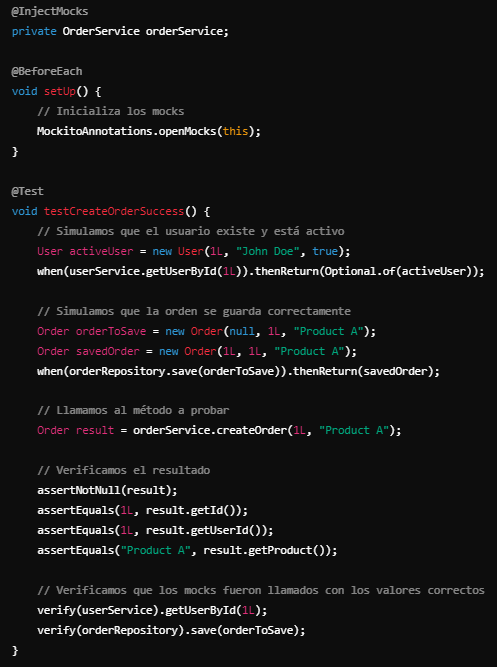 @InjectMocks
private OrderService orderService;

@BeforeEach
void setUp() {
    // Inicializa los mocks
    MockitoAnnotations.openMocks(this);
}

@Test
void testCreateOrderSuccess() {
    // Simulamos que el usuario existe y está activo
    User activeUser = new User(1L, "John Doe", true);
    when(userService.getUserById(1L)).thenReturn(Optional.of(activeUser));

    // Simulamos que la orden se guarda correctamente
    Order orderToSave = new Order(null, 1L, "Product A");
    Order savedOrder = new Order(1L, 1L, "Product A");
    when(orderRepository.save(orderToSave)).thenReturn(savedOrder);

    // Llamamos al método a probar
    Order result = orderService.createOrder(1L, "Product A");

    // Verificamos el resultado
    assertNotNull(result);
    assertEquals(1L, result.getId());
    assertEquals(1L, result.getUserId());
    assertEquals("Product A", result.getProduct());

    // Verificamos que los mocks fueron llamados con los valores correctos
    verify(userService).getUserById(1L);
    verify(orderRepository).save(orderToSave);
}